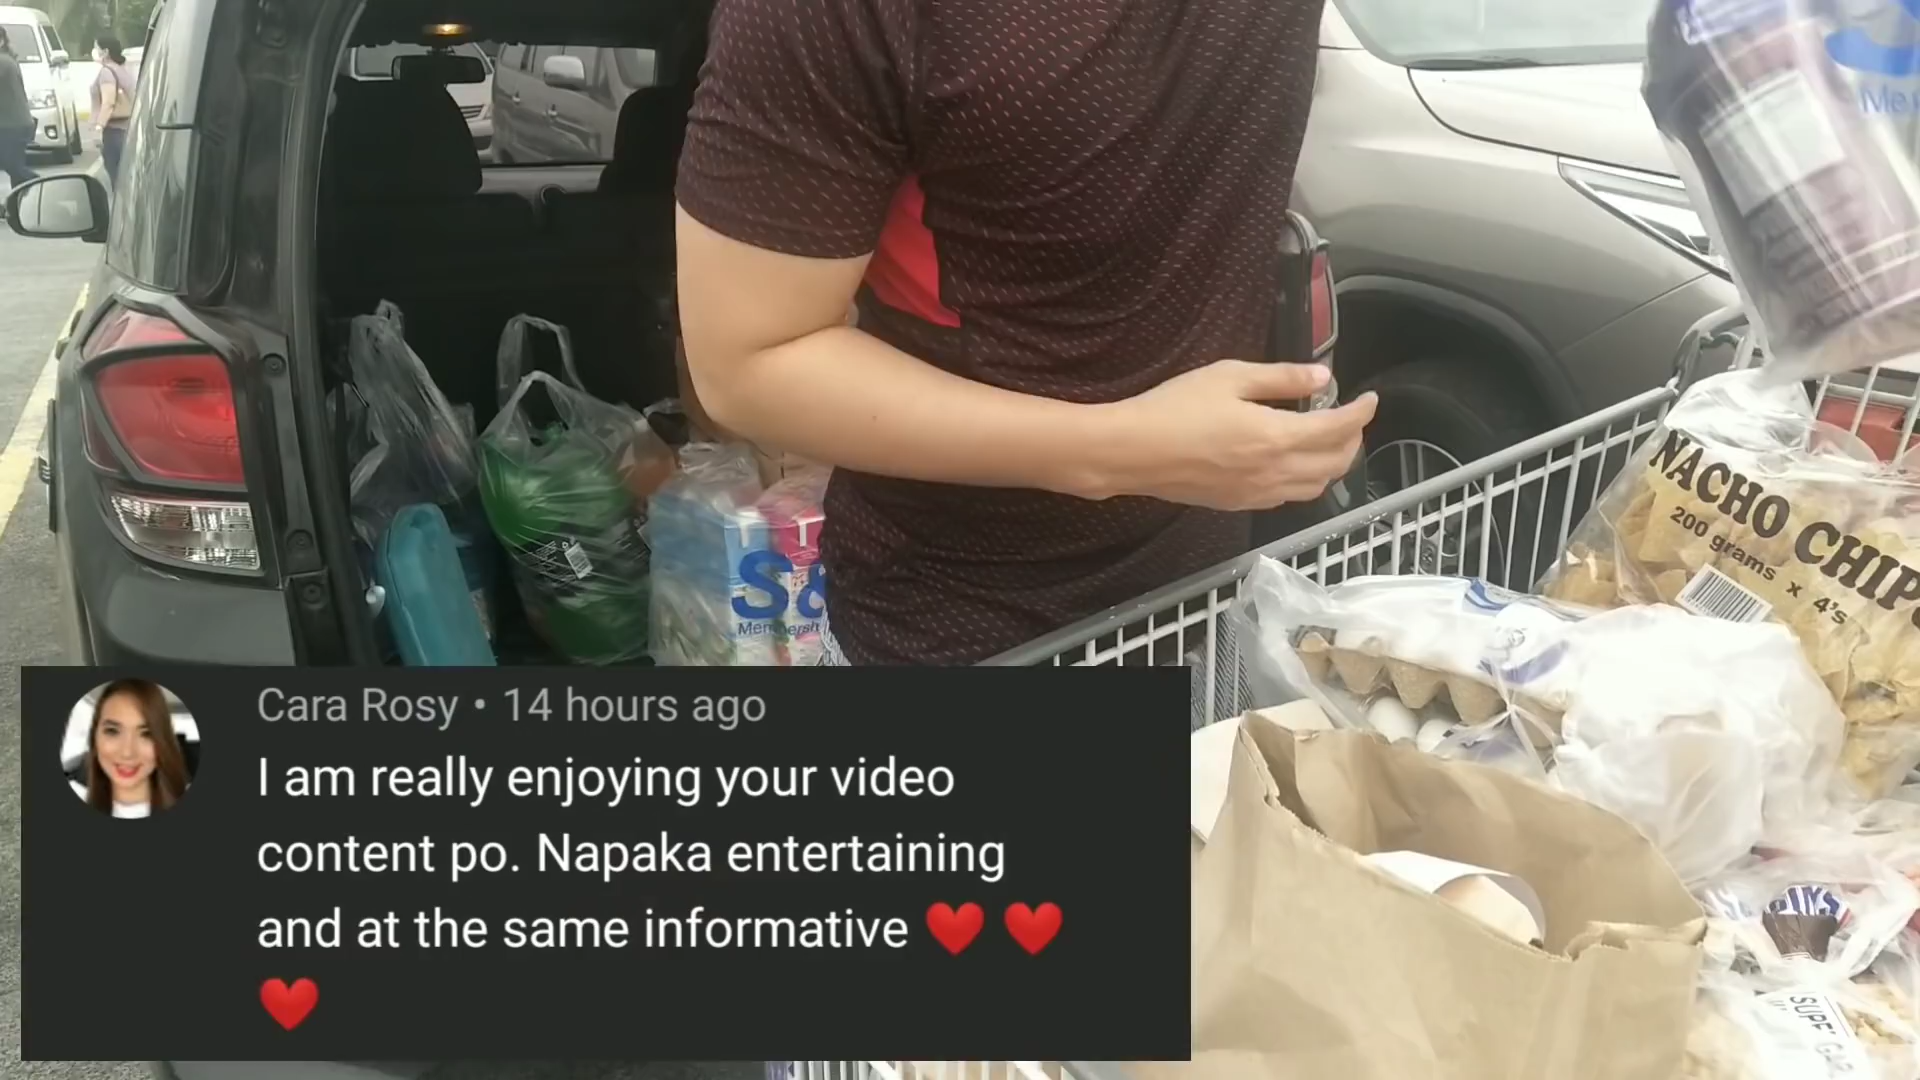 S&
Membersh
NACHO CHIPS
200 grams x 4's
Cara Rosy • 14 hours ago
I am really enjoying your video
content po. Napaka entertaining
and at the same informative ❤️ ❤️
❤️